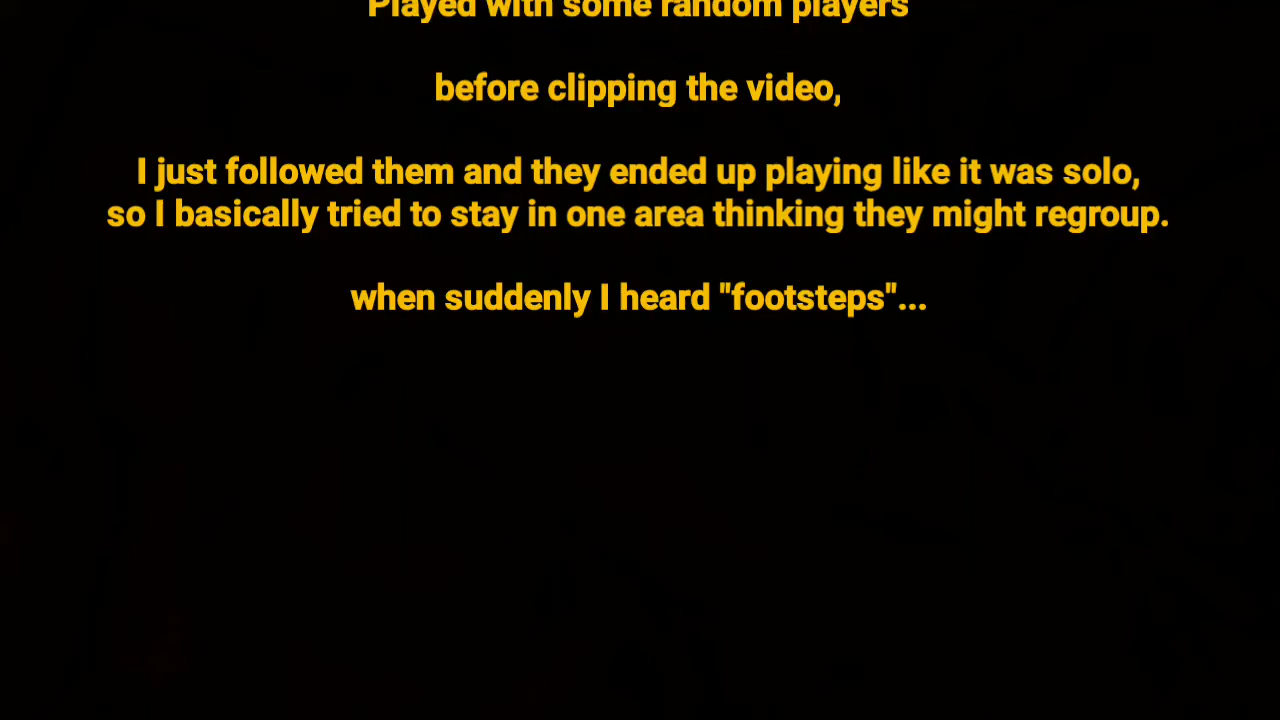 Played with some random players
before clipping the video,
I just followed them and they ended up playing like it was solo,
so I basically tried to stay in one area thinking they might regroup.
when suddenly I heard "footsteps"...